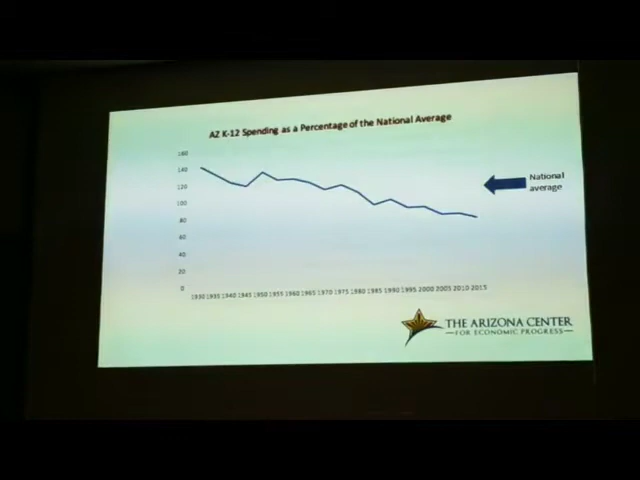 AZ K-12 Spending as a Percentage of the National Average
160
140
120
100
80
60
40
20
0
1930 1935 1940 1945 1950 1955 1960 1965 1970 1975 1980 1985 1990 1995 2000 2005 2010 2015
National
average
THE ARIZONA CENTER
FOR ECONOMIC PROGRESS